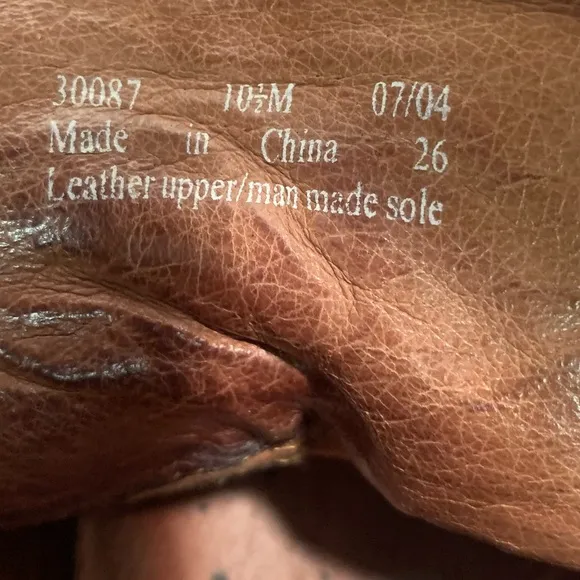 30087 10½M 07/04
Made in China 26
Leather upper/man made sole